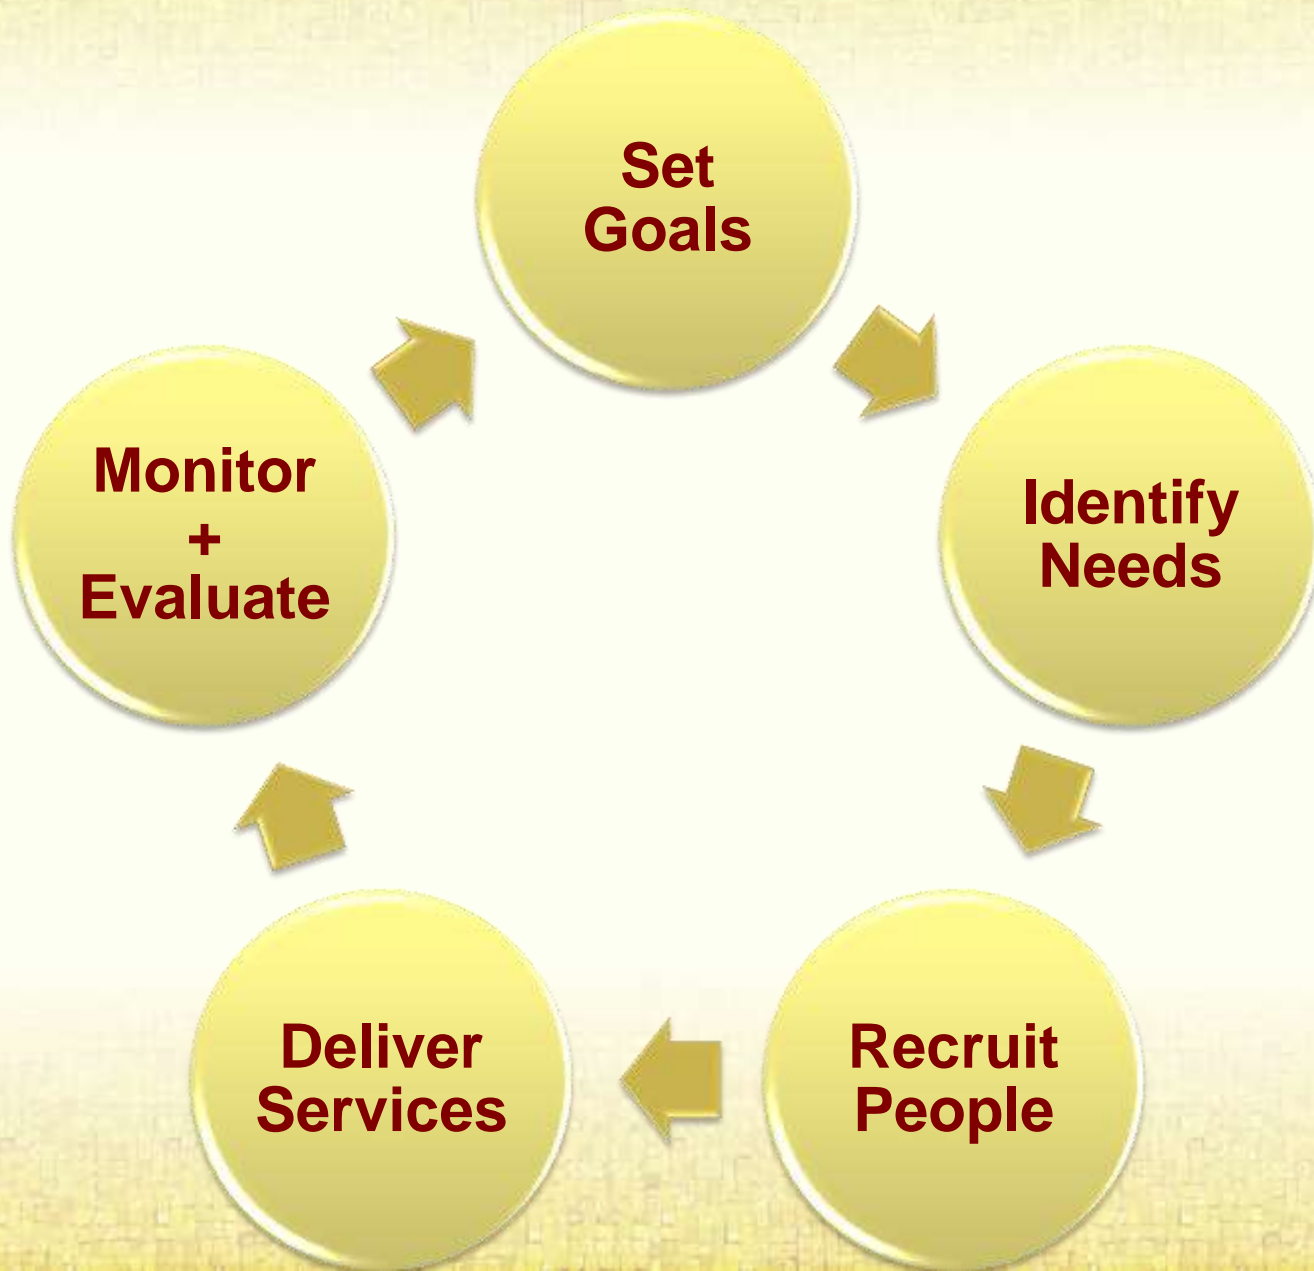 Set
Goals
Identify
Needs
Recruit
People
Deliver
Services
Monitor
+
Evaluate